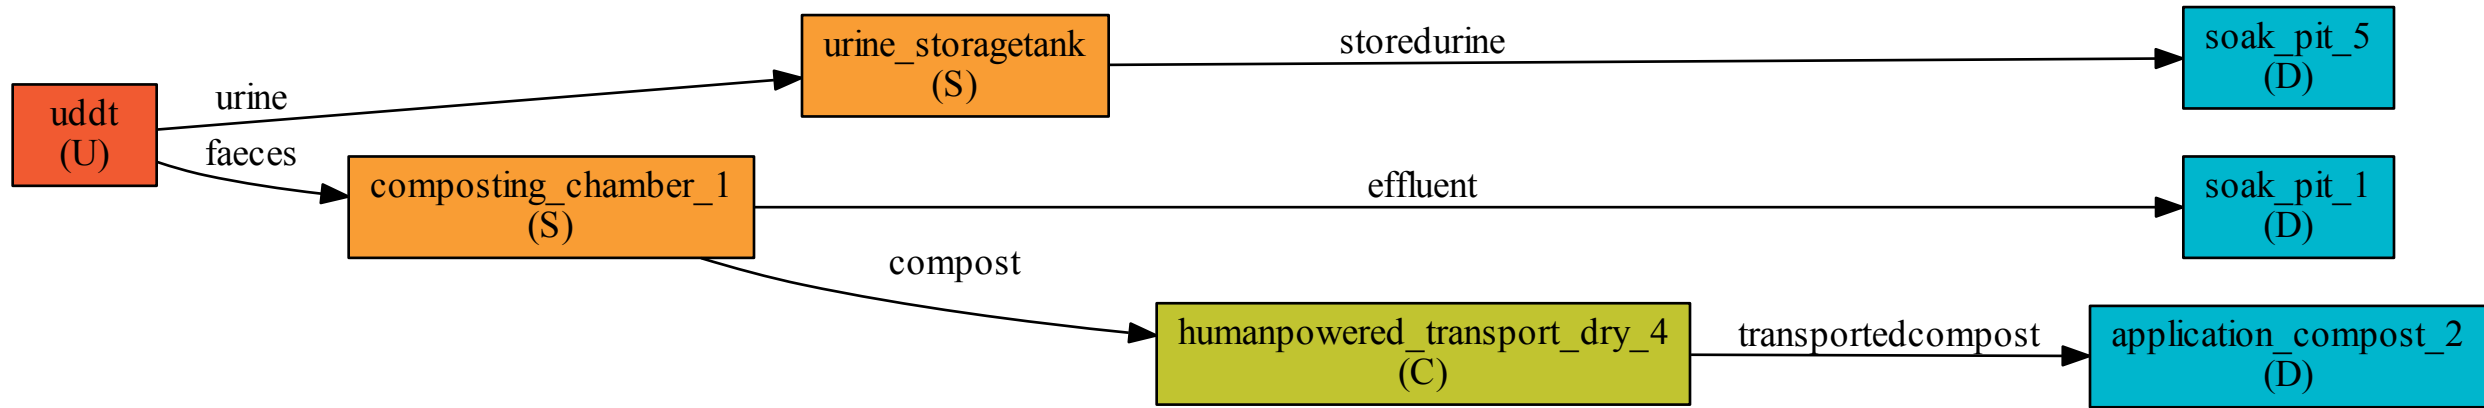 uddt
(U)
urine
faeces
urine_storagetank
(S)
storedurine
soak_pit_5
(D)
composting_chamber_1
(S)
effluent
soak_pit_1
(D)
compost
humanpowered_transport_dry_4
(C)
transportedcompost
application_compost_2
(D)